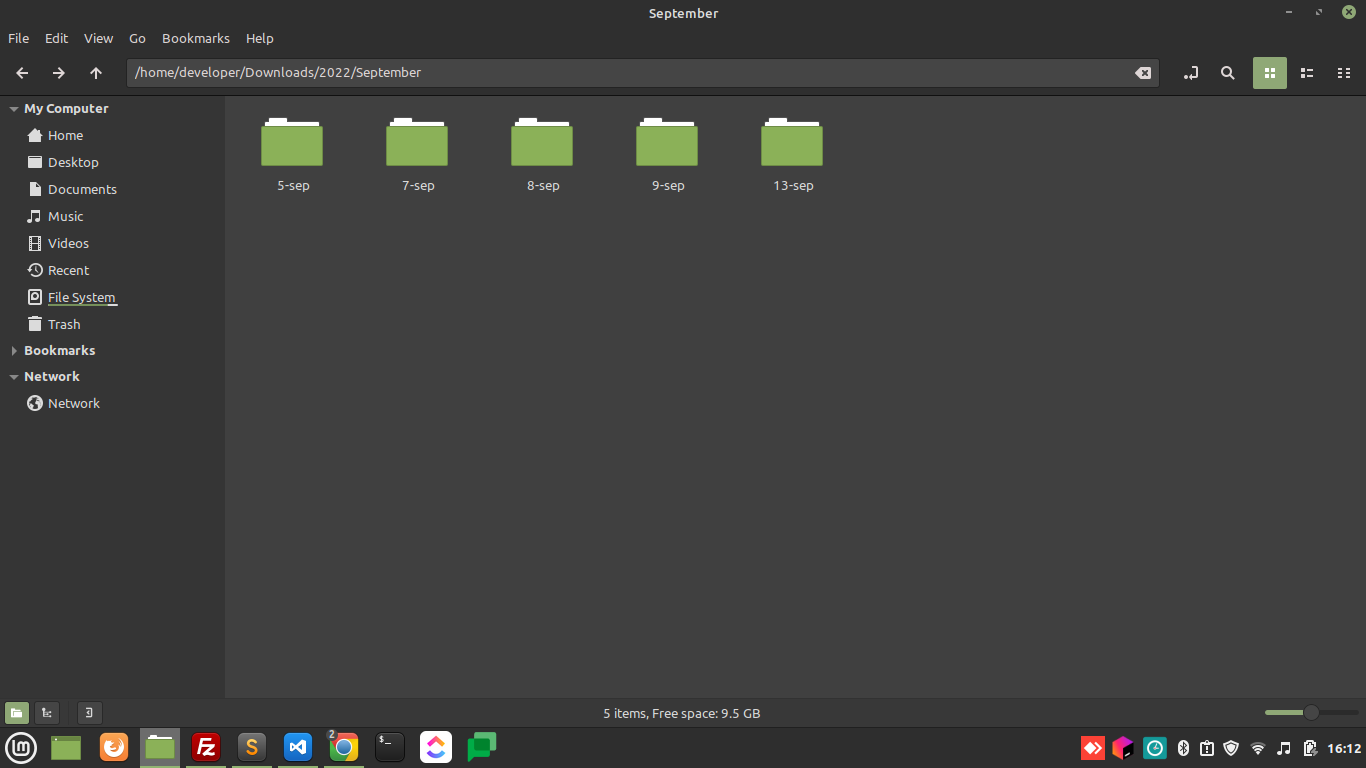 September
File Edit View Go Bookmarks Help
/home/developer/Downloads/2022/September
My Computer
Home
Desktop
Documents
Music
Videos
Recent
File System
Trash
Bookmarks
Network
Network
5-sep 7-sep 8-sep 9-sep 13-sep
5 items, Free space: 9.5 GB
lm Fz S 2 $_ 16:12